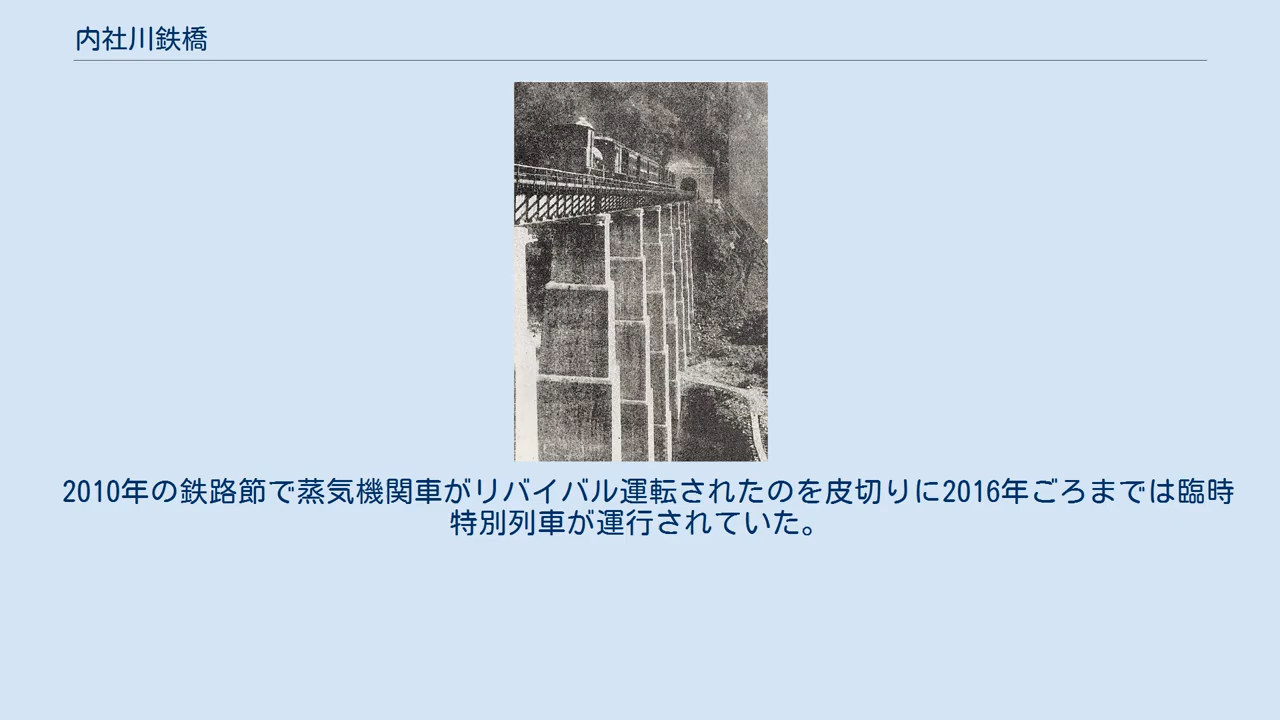 内社川鉄橋
2010年の鉄路節で蒸気機関車がリバイバル運転されたのを皮切りに2016年ごろまでは臨時
特別列車が運行されていた。